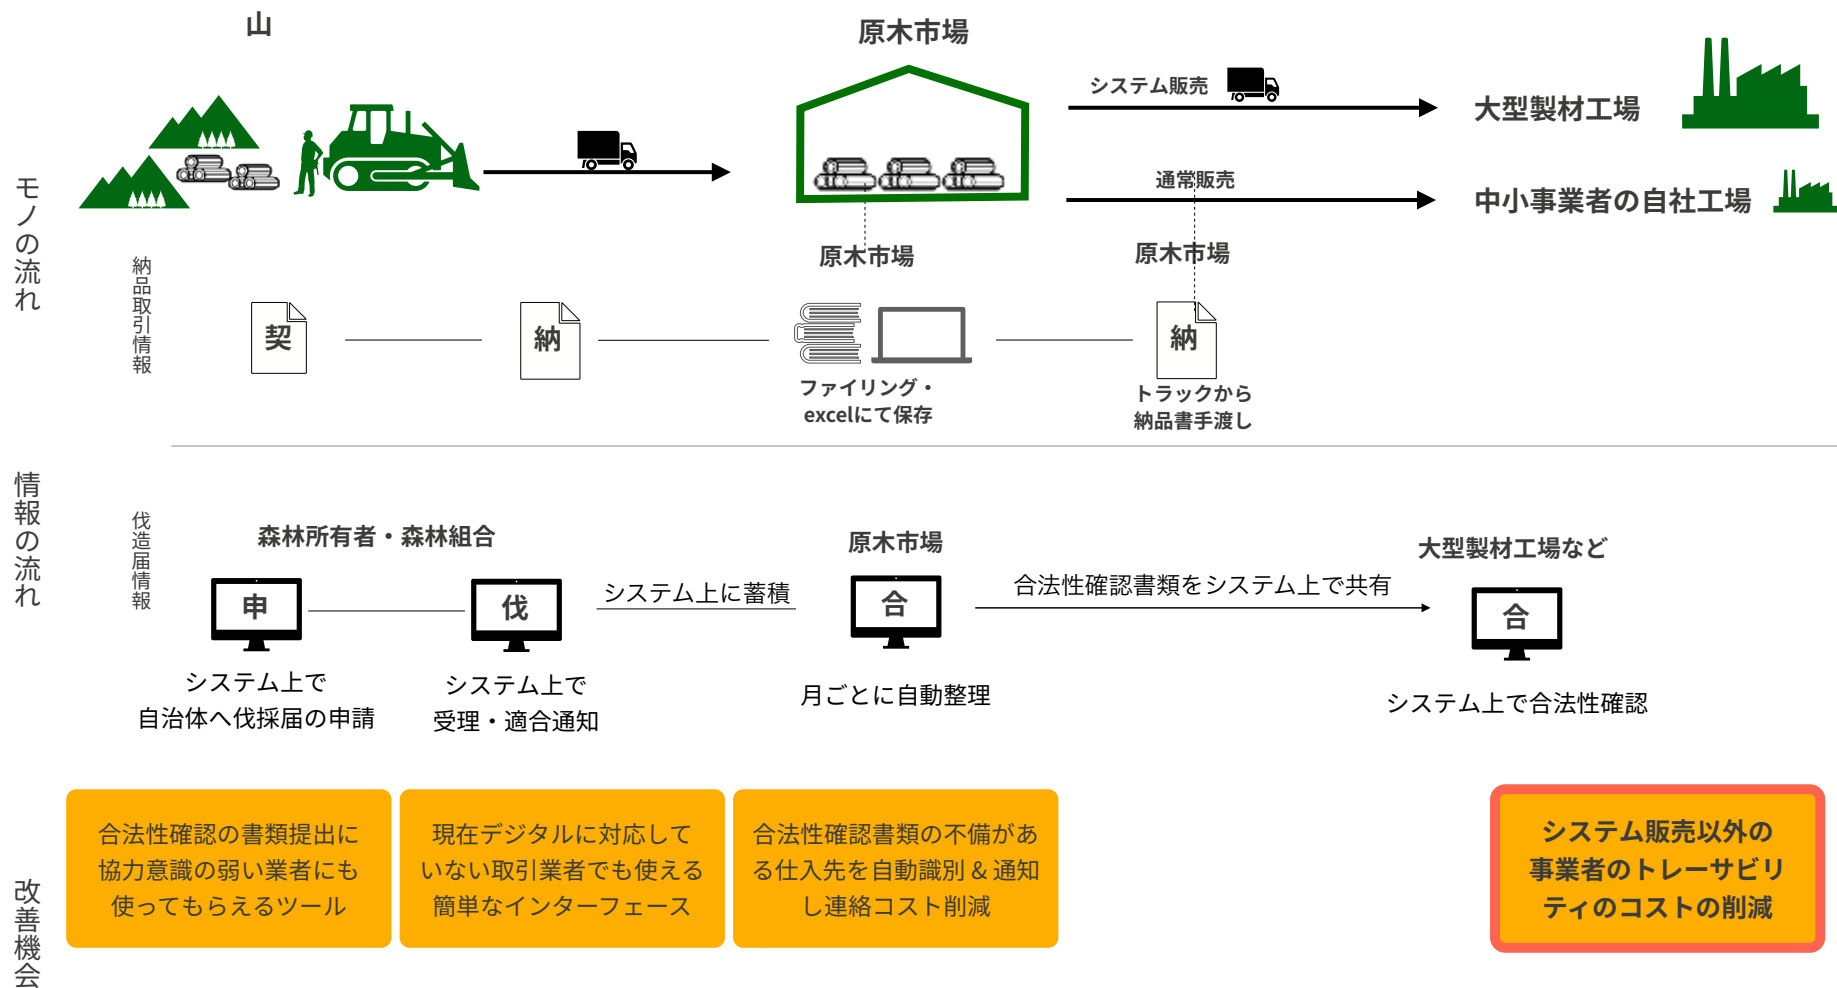 山
原木市場
システム販売
大型製材工場
通常販売
中小事業者の自社工場
モノの流れ
納品取引情報
原木市場
原木市場
契
納
納
ファイリング・
excelにて保存
トラックから
納品書手渡し
情報の流れ
伐造届情報
森林所有者・森林組合
原木市場
大型製材工場など
申
伐
システム上に蓄積
合
合法性確認書類をシステム上で共有
合
システム上で
自治体へ伐採届の申請
システム上で
受理・適合通知
月ごとに自動整理
システム上で合法性確認
改善機会
合法性確認の書類提出に
協力意識の弱い業者にも
使ってもらえるツール
現在デジタルに対応して
いない取引業者でも使える
簡単なインターフェース
合法性確認書類の不備があ
る仕入先を自動識別＆通知
し連絡コスト削減
システム販売以外の
事業者のトレーサビリ
ティのコストの削減